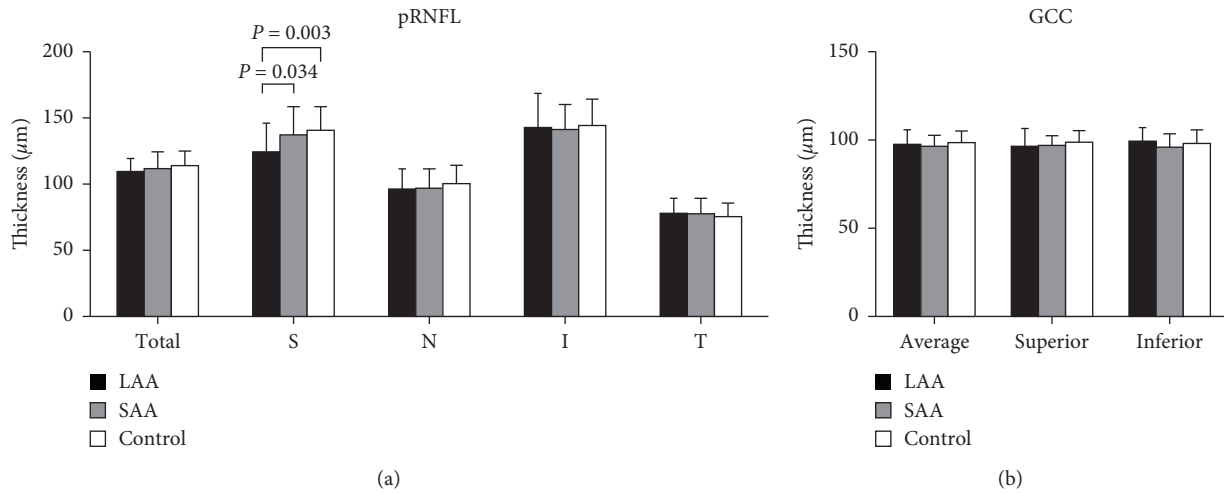 pRNFL
200
150
100
50
0
Thickness (μm)
P = 0.003
P = 0.034
Total S N I T
LAA
SAA
Control
(a)
GCC
150
100
50
0
Thickness (μm)
Average Superior Inferior
LAA
SAA
Control
(b)